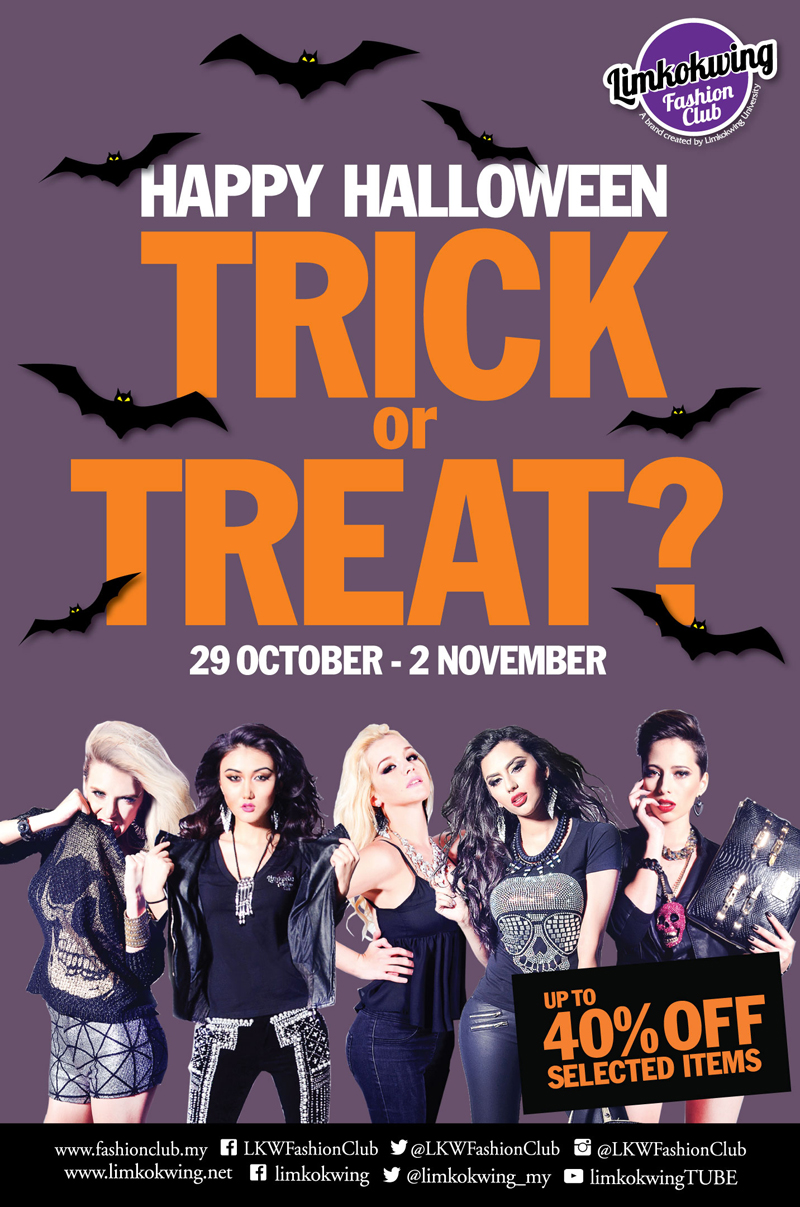 Limkokwing
Fashion
Club
A brand created by Limkokwing University
HAPPY HALLOWEEN
TRICK
or
TREAT?
29 OCTOBER - 2 NOVEMBER
UP TO
40% OFF
SELECTED ITEMS
www.fashionclub.my LKWFashionClub @LKWFashionClub @LKWFashionClub
www.limkokwing.net limkokwing @limkokwing_my limkokwingTUBE